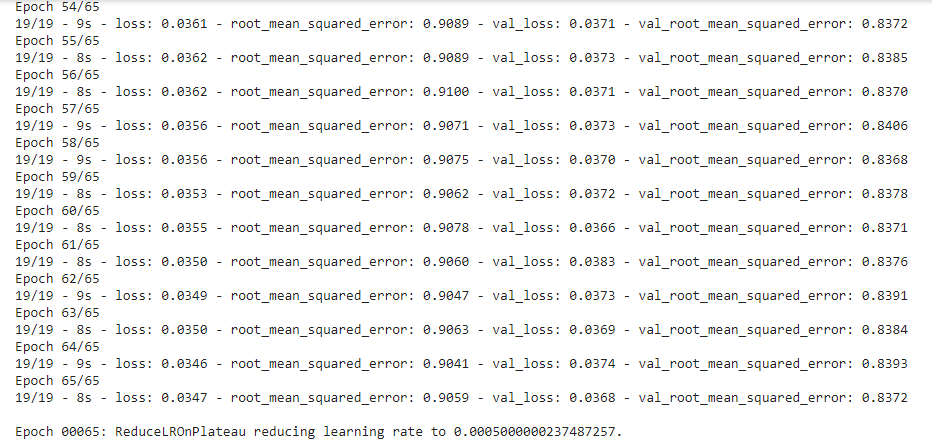 Epoch 54/65
19/19 - 9s - loss: 0.0361 - root_mean_squared_error: 0.9089 - val_loss: 0.0371 - val_root_mean_squared_error: 0.8372
Epoch 55/65
19/19 - 8s - loss: 0.0362 - root_mean_squared_error: 0.9089 - val_loss: 0.0373 - val_root_mean_squared_error: 0.8385
Epoch 56/65
19/19 - 8s - loss: 0.0362 - root_mean_squared_error: 0.9100 - val_loss: 0.0371 - val_root_mean_squared_error: 0.8370
Epoch 57/65
19/19 - 9s - loss: 0.0356 - root_mean_squared_error: 0.9071 - val_loss: 0.0373 - val_root_mean_squared_error: 0.8406
Epoch 58/65
19/19 - 9s - loss: 0.0356 - root_mean_squared_error: 0.9075 - val_loss: 0.0370 - val_root_mean_squared_error: 0.8368
Epoch 59/65
19/19 - 8s - loss: 0.0353 - root_mean_squared_error: 0.9062 - val_loss: 0.0372 - val_root_mean_squared_error: 0.8378
Epoch 60/65
19/19 - 8s - loss: 0.0355 - root_mean_squared_error: 0.9078 - val_loss: 0.0366 - val_root_mean_squared_error: 0.8371
Epoch 61/65
19/19 - 8s - loss: 0.0350 - root_mean_squared_error: 0.9060 - val_loss: 0.0383 - val_root_mean_squared_error: 0.8376
Epoch 62/65
19/19 - 9s - loss: 0.0349 - root_mean_squared_error: 0.9047 - val_loss: 0.0373 - val_root_mean_squared_error: 0.8391
Epoch 63/65
19/19 - 8s - loss: 0.0350 - root_mean_squared_error: 0.9063 - val_loss: 0.0369 - val_root_mean_squared_error: 0.8384
Epoch 64/65
19/19 - 9s - loss: 0.0346 - root_mean_squared_error: 0.9041 - val_loss: 0.0374 - val_root_mean_squared_error: 0.8393
Epoch 65/65
19/19 - 8s - loss: 0.0347 - root_mean_squared_error: 0.9059 - val_loss: 0.0368 - val_root_mean_squared_error: 0.8372
Epoch 00065: ReduceLROnPlateau reducing learning rate to 0.0005000000237487257.